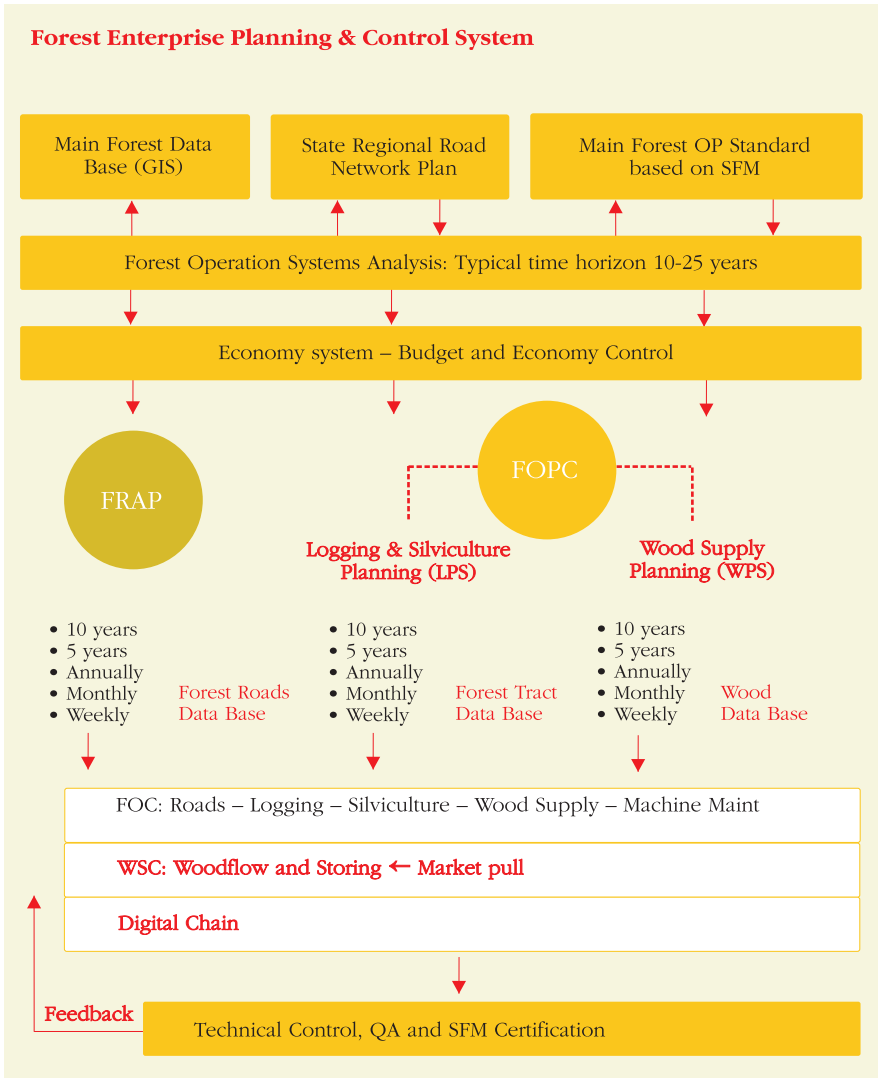 Forest Enterprise Planning & Control System
Main Forest Data
Base (GIS)
State Regional Road
Network Plan
Main Forest OP Standard
based on SFM
Forest Operation Systems Analysis: Typical time horizon 10-25 years
Economy system – Budget and Economy Control
FRAP
FOPC
Logging & Silviculture
Planning (LPS)
Wood Supply
Planning (WPS)
• 10 years
• 5 years
• Annually
• Monthly
• Weekly
Forest Roads
Data Base
• 10 years
• 5 years
• Annually
• Monthly
• Weekly
Forest Tract
Data Base
• 10 years
• 5 years
• Annually
• Monthly
• Weekly
Wood
Data Base
FOC: Roads – Logging – Silviculture – Wood Supply – Machine Maint
WSC: Woodflow and Storing ← Market pull
Digital Chain
Feedback
Technical Control, QA and SFM Certification